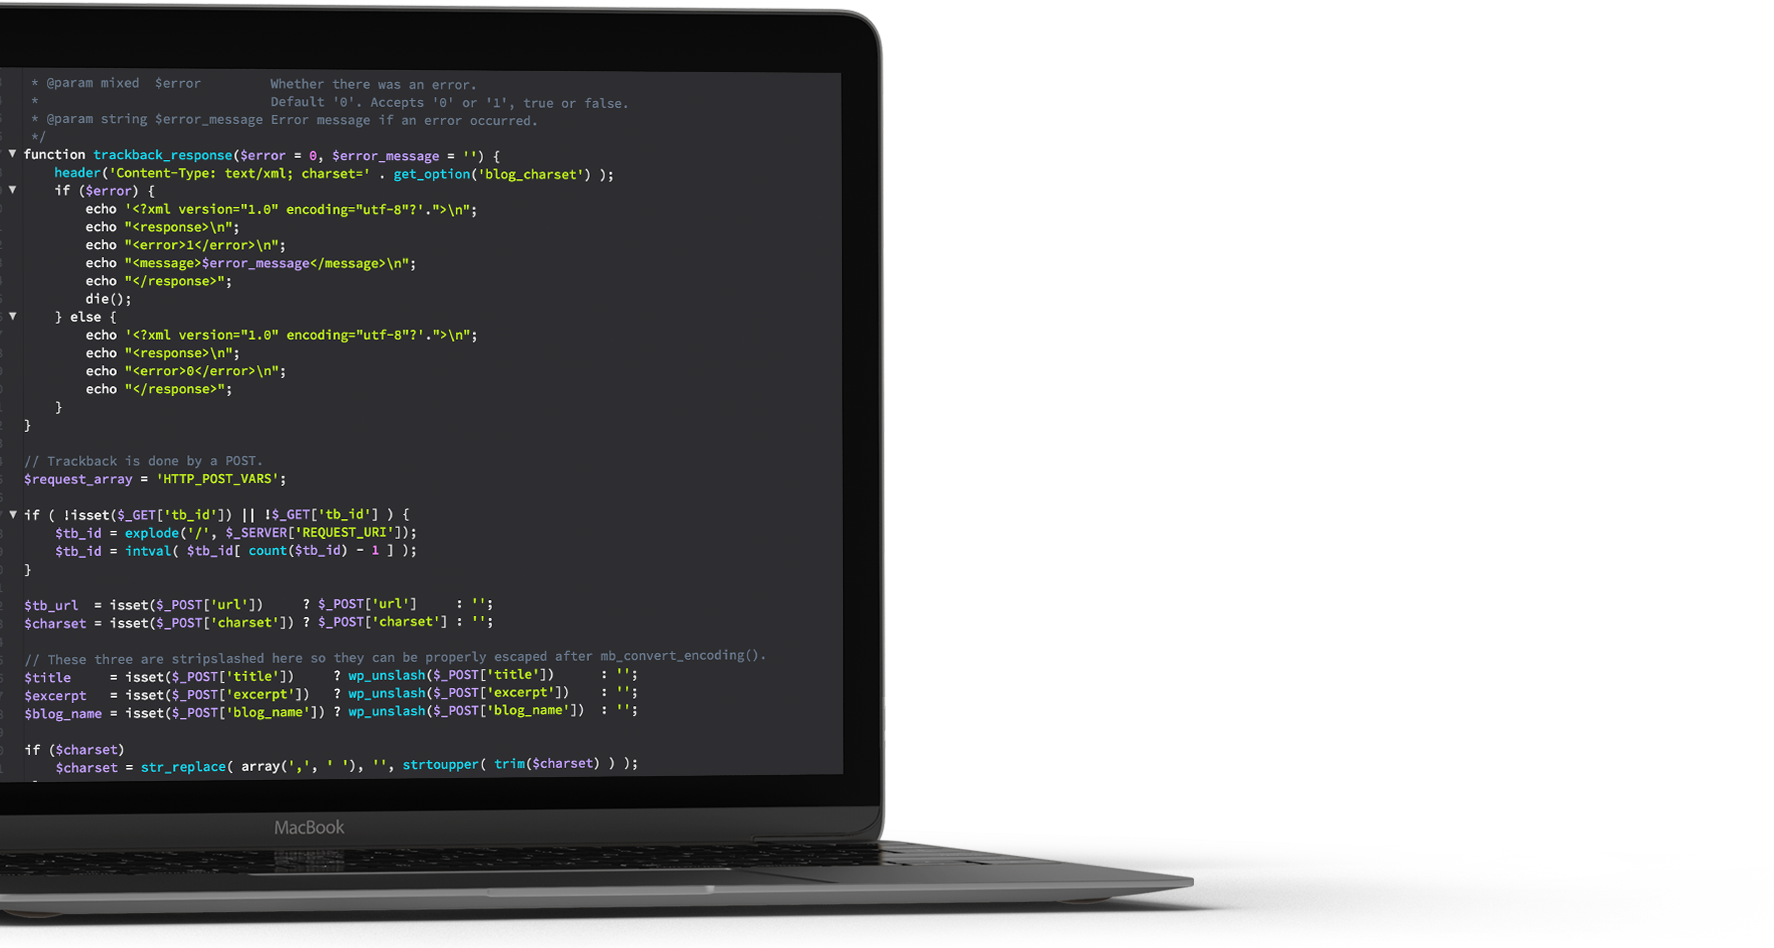 * @param mixed  $error         Whether there was an error.
*                              Default '0'. Accepts '0' or '1', true or false.
* @param string $error_message Error message if an error occurred.
*/
function trackback_response($error = 0, $error_message = '') {
    header('Content-Type: text/xml; charset=' . get_option('blog_charset') );
    if ($error) {
        echo '<?xml version="1.0" encoding="utf-8"?'.">\n";
        echo "<response>\n";
        echo "<error>1</error>\n";
        echo "<message>$error_message</message>\n";
        echo "</response>";
        die();
    } else {
        echo '<?xml version="1.0" encoding="utf-8"?'.">\n";
        echo "<response>\n";
        echo "<error>0</error>\n";
        echo "</response>";
    }
}
// Trackback is done by a POST.
$request_array = 'HTTP_POST_VARS';
if ( !isset($_GET['tb_id']) || !$_GET['tb_id'] ) {
    $tb_id = explode('/', $_SERVER['REQUEST_URI']);
    $tb_id = intval( $tb_id[ count($tb_id) - 1 ] );
}
$tb_url  = isset($_POST['url'])     ? $_POST['url']     : '';
$charset = isset($_POST['charset']) ? $_POST['charset'] : '';
// These three are stripslashed here so they can be properly escaped after mb_convert_encoding().
$title     = isset($_POST['title'])     ? wp_unslash($_POST['title'])      : '';
$excerpt   = isset($_POST['excerpt'])   ? wp_unslash($_POST['excerpt'])    : '';
$blog_name = isset($_POST['blog_name']) ? wp_unslash($_POST['blog_name'])  : '';
if ($charset)
    $charset = str_replace( array(',', ' '), '', strtoupper( trim($charset) ) );
MacBook